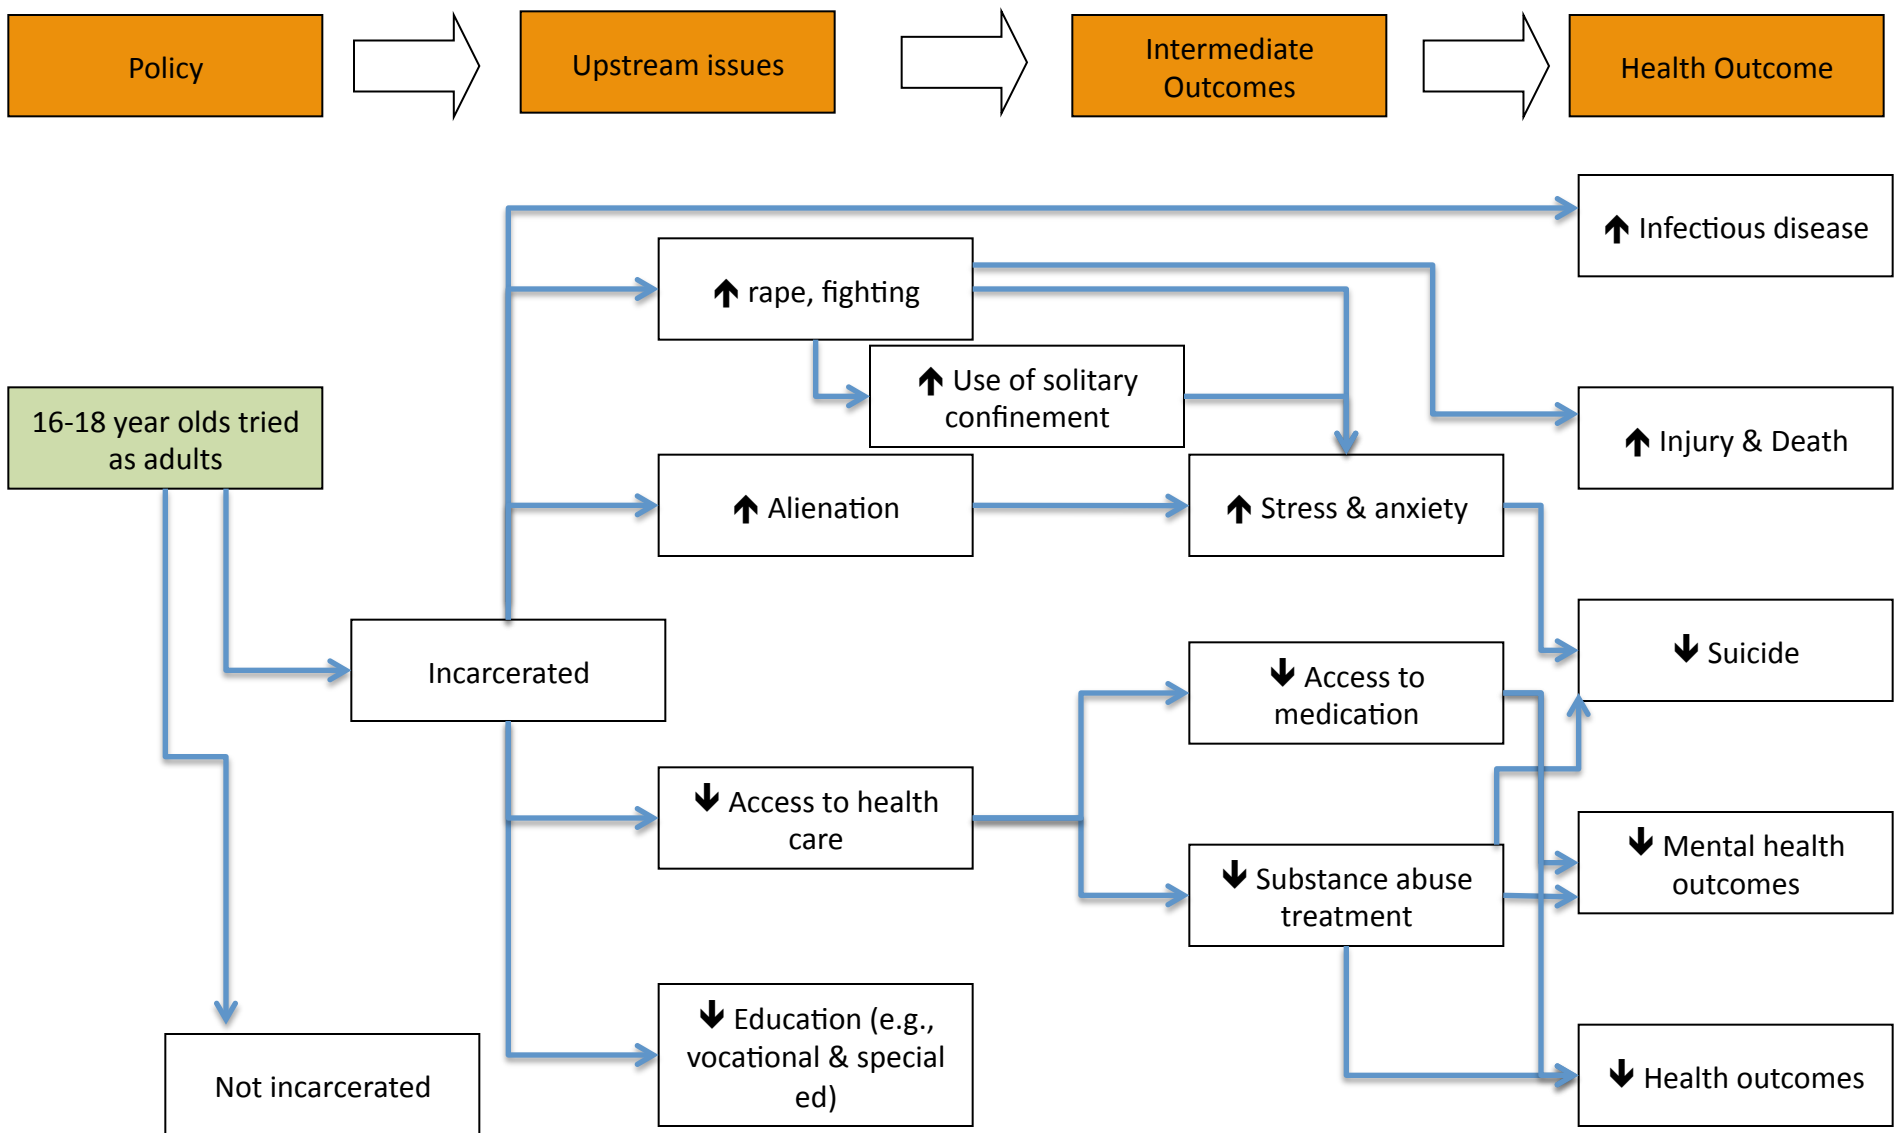 Policy
Upstream issues
Intermediate
Outcomes
Health Outcome
🡹 Infectious disease
🡹 rape, fighting
🡹 Use of solitary
confinement
16-18 year olds tried
as adults
🡹 Injury & Death
🡹 Alienation
🡹 Stress & anxiety
Incarcerated
🡻 Access to
medication
🡻 Suicide
🡻 Access to health
care
🡻 Substance abuse
treatment
🡻 Mental health
outcomes
🡻 Education (e.g.,
vocational & special
ed)
Not incarcerated
🡻 Health outcomes